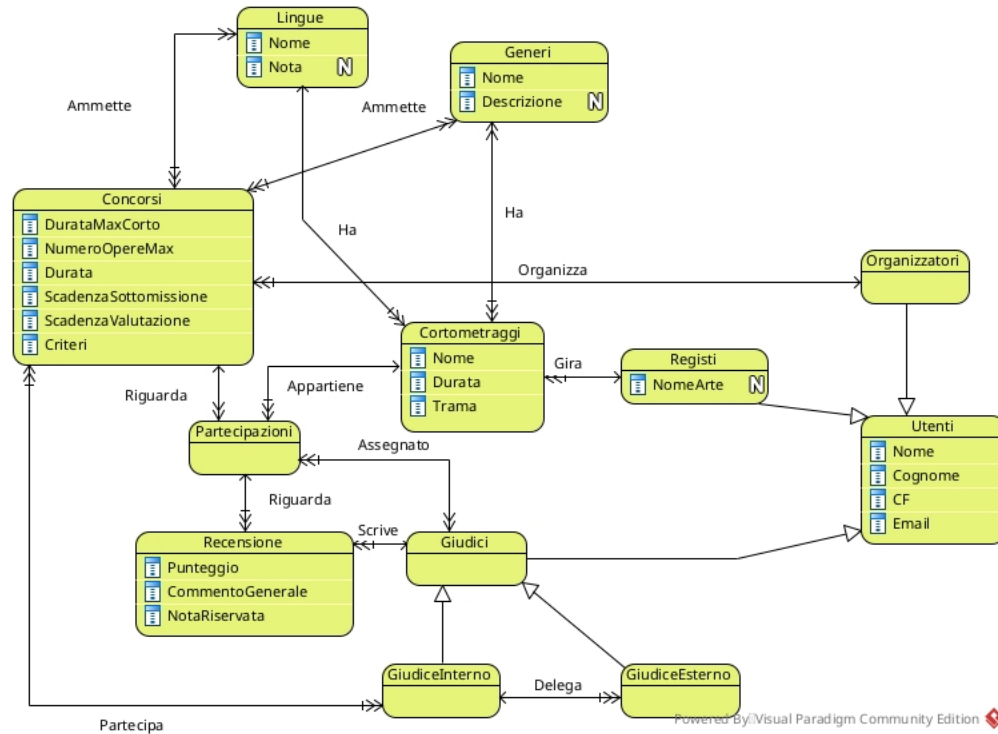 Lingue
Nome
Nota N
Generi
Nome
Descrizione N
Ammette
Ammette
Concorsi
DurataMaxCorto
NumeroOpereMax
Durata
ScadenzaSottomissione
ScadenzaValutazione
Criteri
Ha
Ha
Organizza
Organizzatori
Cortometraggi
Nome
Durata
Trama
Gira
Registi
NomeArte N
Riguarda
Appartiene
Partecipazioni
Assegnato
Utenti
Nome
Cognome
CF
Email
Riguarda
Recensione
Punteggio
CommentoGenerale
NotaRiservata
Scrive
Giudici
GiudiceInterno
Delega
GiudiceEsterno
Partecipa
Powered By Visual Paradigm Community Edition